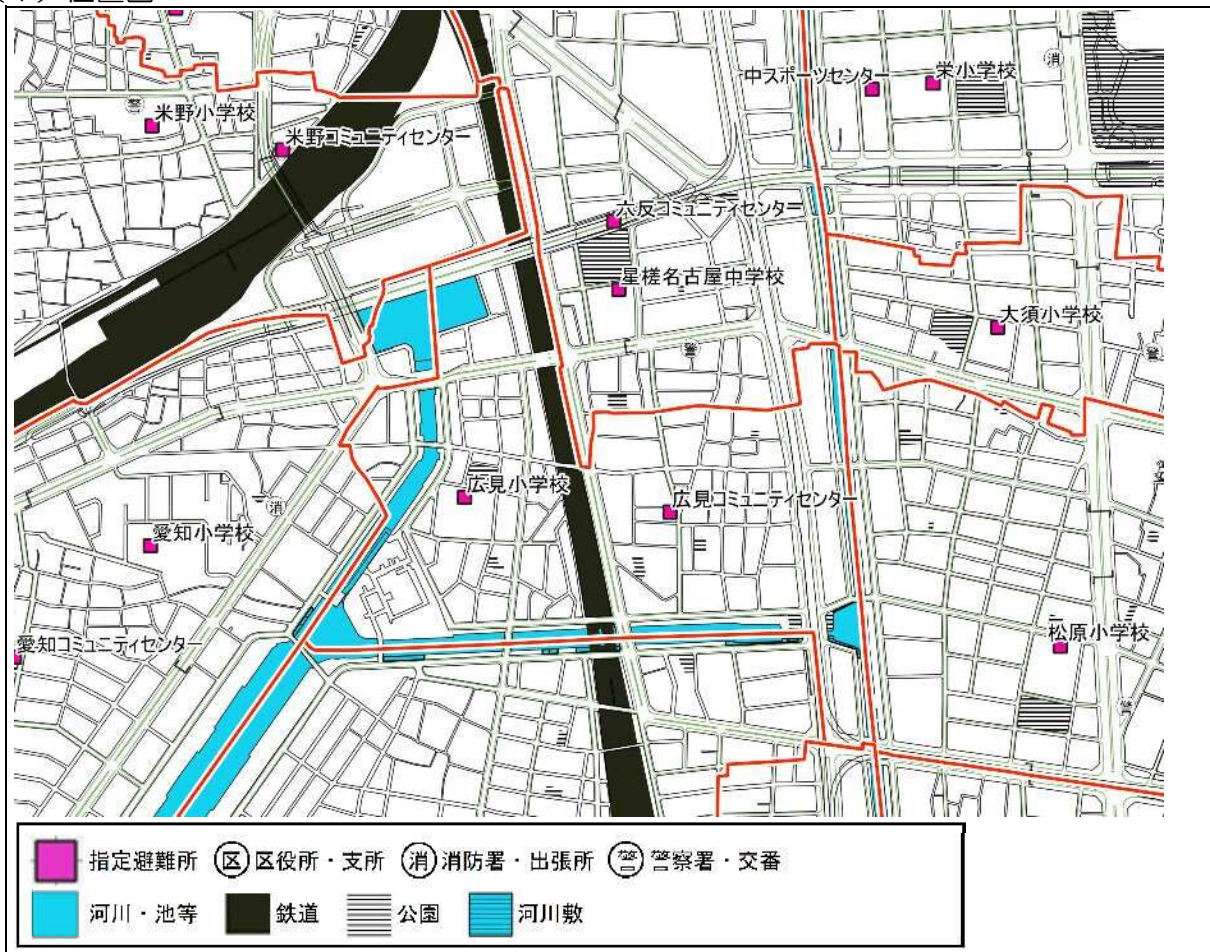 中スポーツセンター
栄小学校
消
警
米野小学校
米野コミュニティセンター
六反コミュニティセンター
星槎名古屋中学校
大須小学校
警
警
広見小学校
広見コミュニティセンター
消
愛知小学校
愛知コミュニティセンタ
松原小学校
警
指定避難所 区 区役所・支所 消 消防署・出張所 警 警察署・交番
河川・池等 鉄道 公園 河川敷